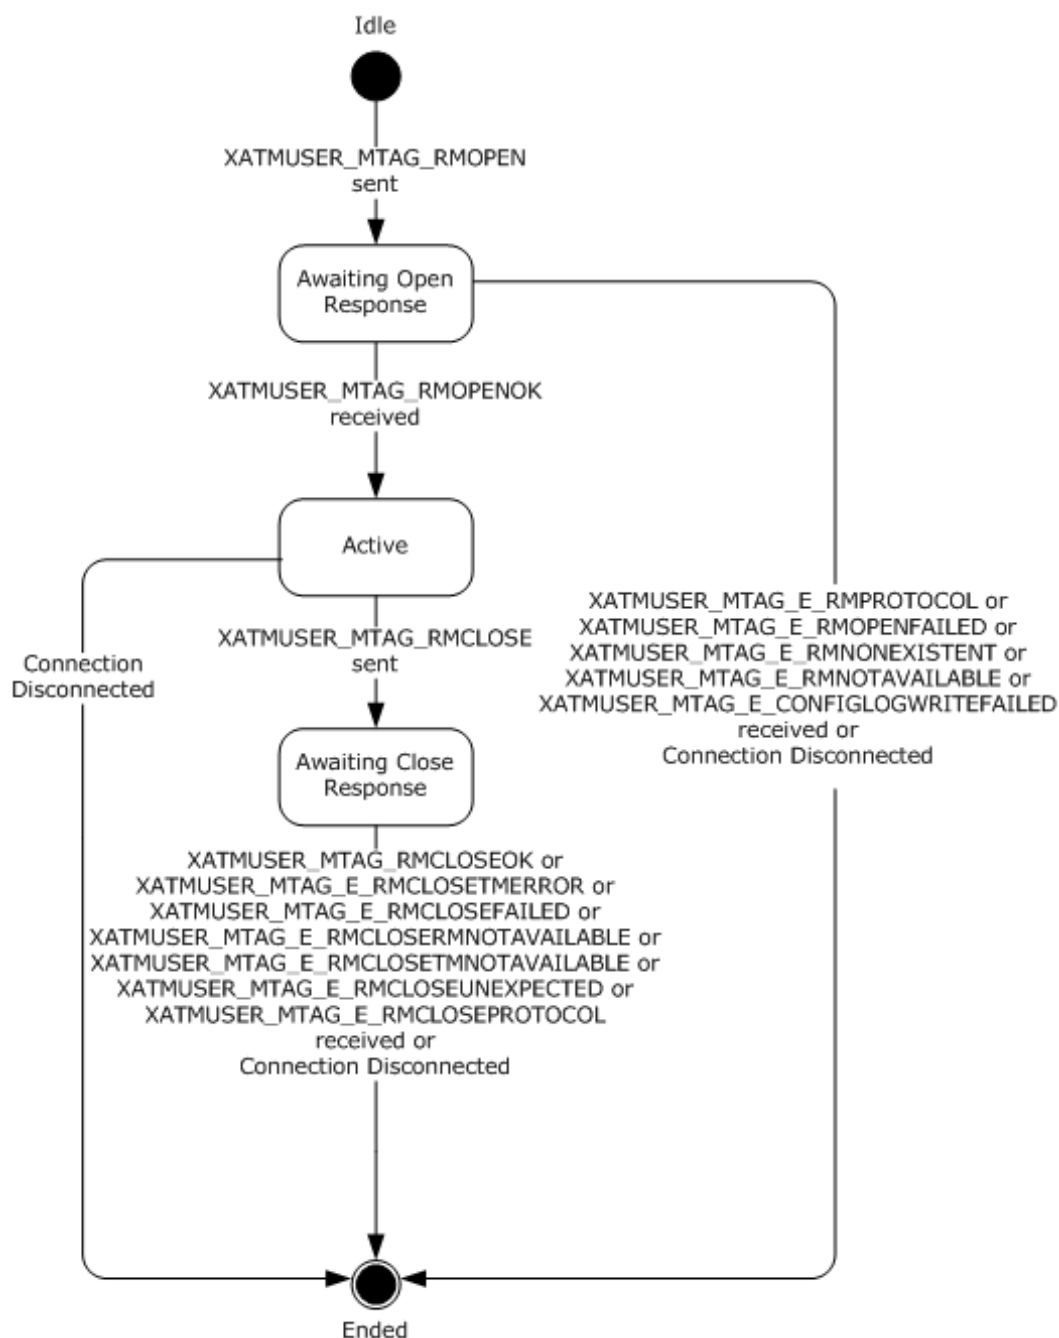 Idle
XATMUSER_MTAG_RMOPEN
sent
Awaiting Open
Response
XATMUSER_MTAG_RMOPENOK
received
Active
XATMUSER_MTAG_RMCLOSE
sent
Connection
Disconnected
XATMUSER_MTAG_E_RMPROTOCOL or
XATMUSER_MTAG_E_RMOPENFAILED or
XATMUSER_MTAG_E_RMNONEXISTENT or
XATMUSER_MTAG_E_RMNOTAVAILABLE or
XATMUSER_MTAG_E_CONFIGLOGWRITEFAILED
received or
Connection Disconnected
Awaiting Close
Response
XATMUSER_MTAG_RMCLOSEOK or
XATMUSER_MTAG_E_RMCLOSETMERROR or
XATMUSER_MTAG_E_RMCLOSEFAILED or
XATMUSER_MTAG_E_RMCLOSERMNOTAVAILABLE or
XATMUSER_MTAG_E_RMCLOSETMNOTAVAILABLE or
XATMUSER_MTAG_E_RMCLOSEUNEXPECTED or
XATMUSER_MTAG_E_RMCLOSEPROTOCOL
received or
Connection Disconnected
Ended